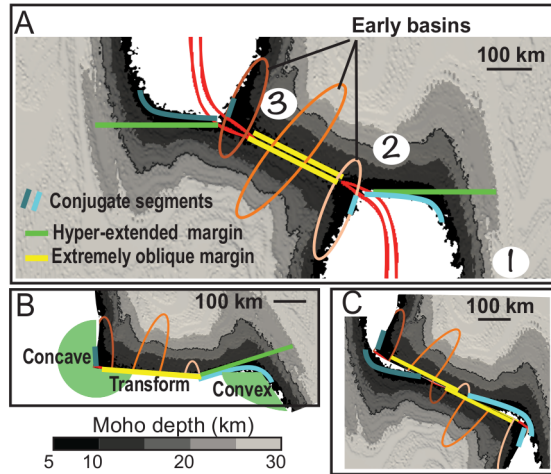 A
Early basins
100 km
3
2
Conjugate segments
Hyper-extended margin
Extremely oblique margin
1
B
100 km
Concave
Transform
Convex
C
100 km
Moho depth (km)
5 10 20 30